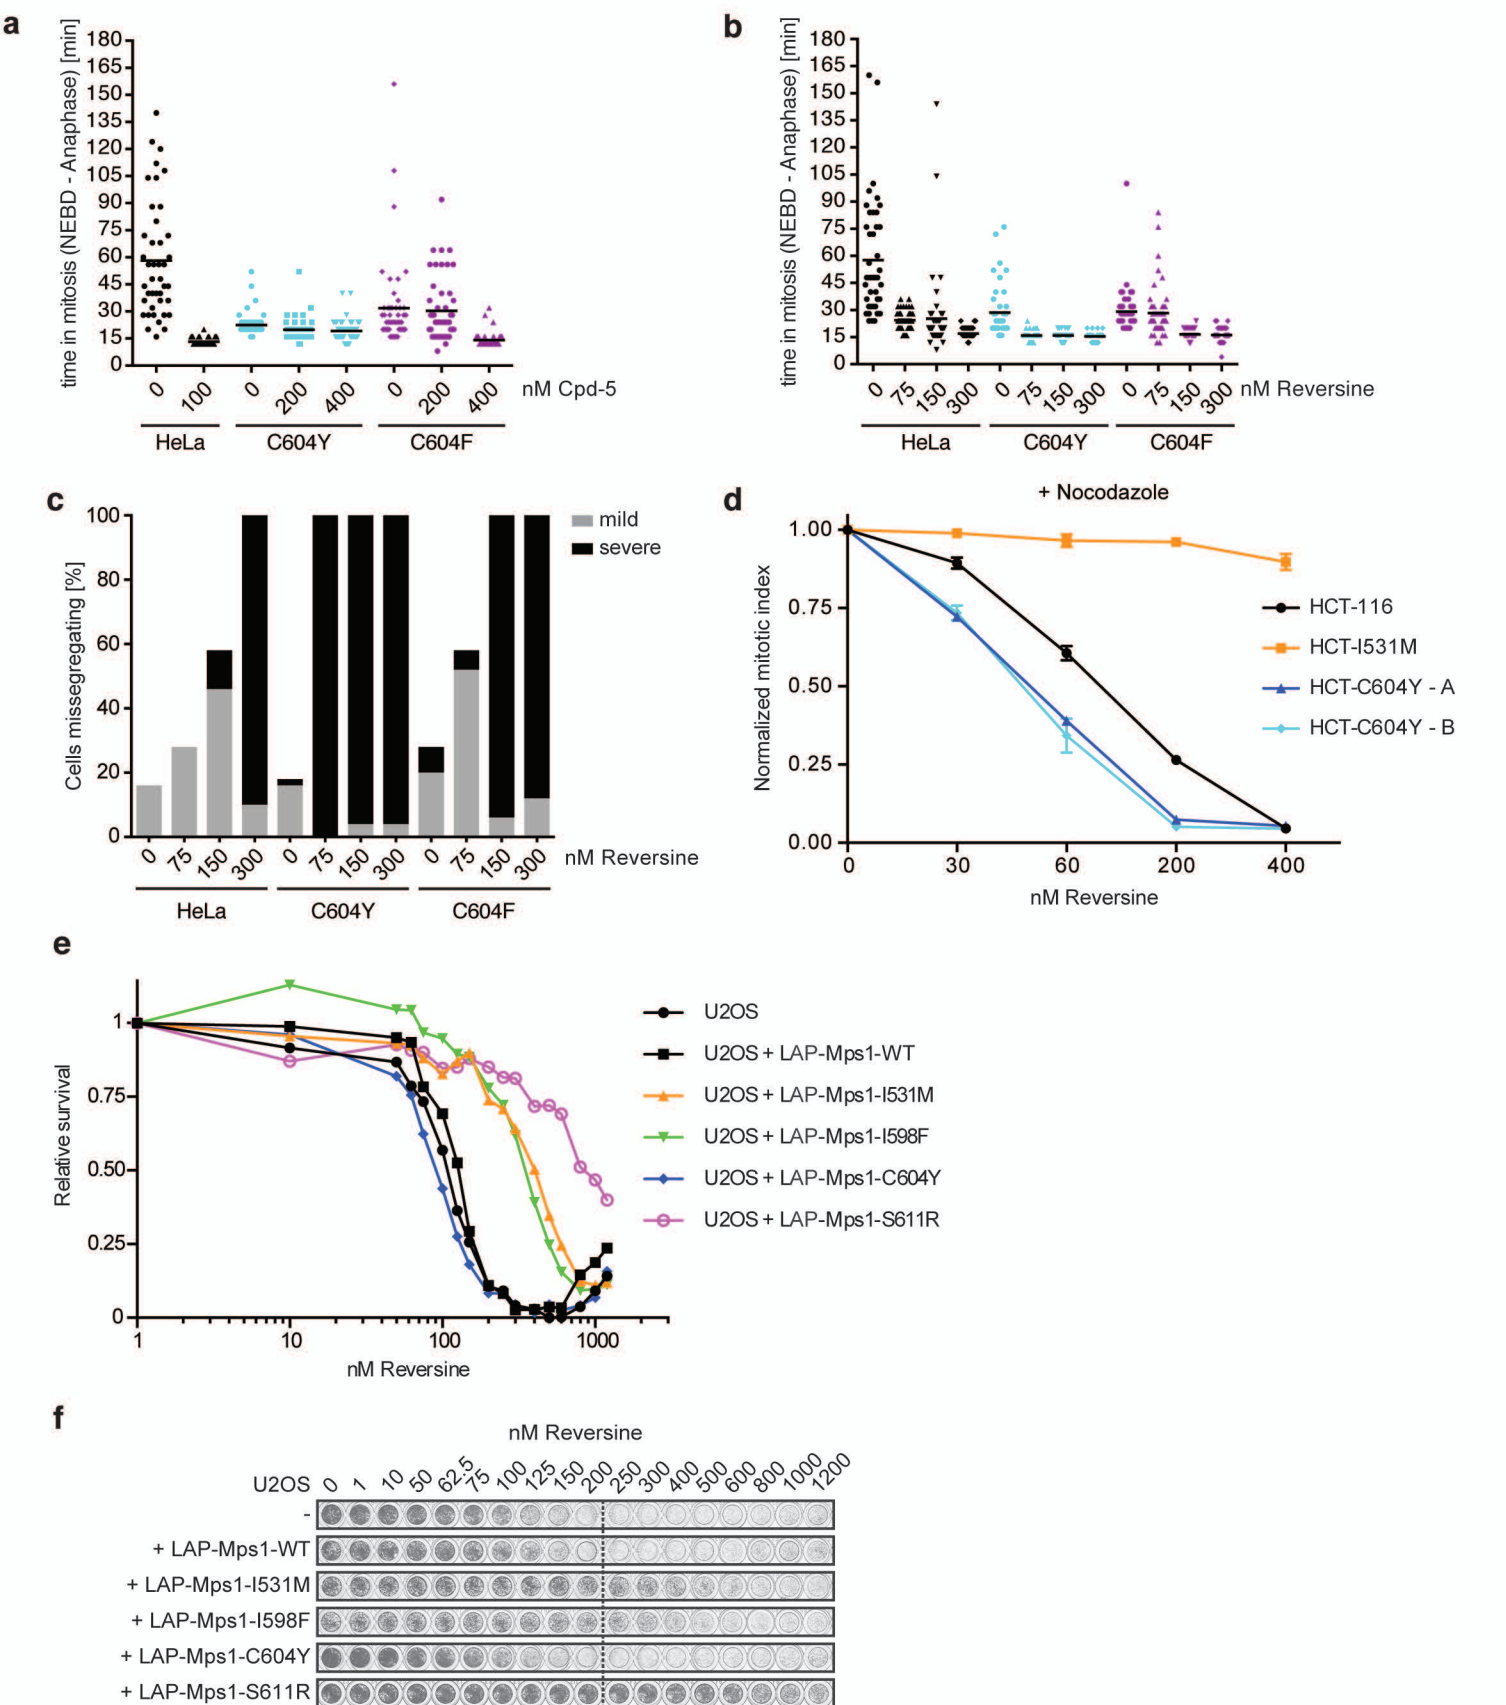 a
time in mitosis (NEBD - Anaphase) [min]
180
165
150
135
120
105
90
75
60
45
30
15
0
0 100 0 200 400 0 200 400
nM Cpd-5
HeLa C604Y C604F
b
time in mitosis (NEBD - Anaphase) [min]
180
165
150
135
120
105
90
75
60
45
30
15
0
0 75 150 300 0 75 150 300 0 75 150 300
nM Reversine
HeLa C604Y C604F
c
Cells missegregating [%]
100
80
60
40
20
0
mild
severe
0 75 150 300 0 75 150 300 0 75 150 300
nM Reversine
HeLa C604Y C604F
d
+ Nocodazole
Normalized mitotic index
1.00
0.75
0.50
0.25
0.00
0 30 60 200 400
nM Reversine
HCT-116
HCT-I531M
HCT-C604Y - A
HCT-C604Y - B
e
Relative survival
1
0.75
0.50
0.25
0
1 10 100 1000
nM Reversine
U2OS
U2OS + LAP-Mps1-WT
U2OS + LAP-Mps1-I531M
U2OS + LAP-Mps1-I598F
U2OS + LAP-Mps1-C604Y
U2OS + LAP-Mps1-S611R
f
nM Reversine
U2OS 0 1 10 50 62.5 75 100 125 150 200 250 300 400 500 600 800 1000 1200
-
+ LAP-Mps1-WT
+ LAP-Mps1-I531M
+ LAP-Mps1-I598F
+ LAP-Mps1-C604Y
+ LAP-Mps1-S611R